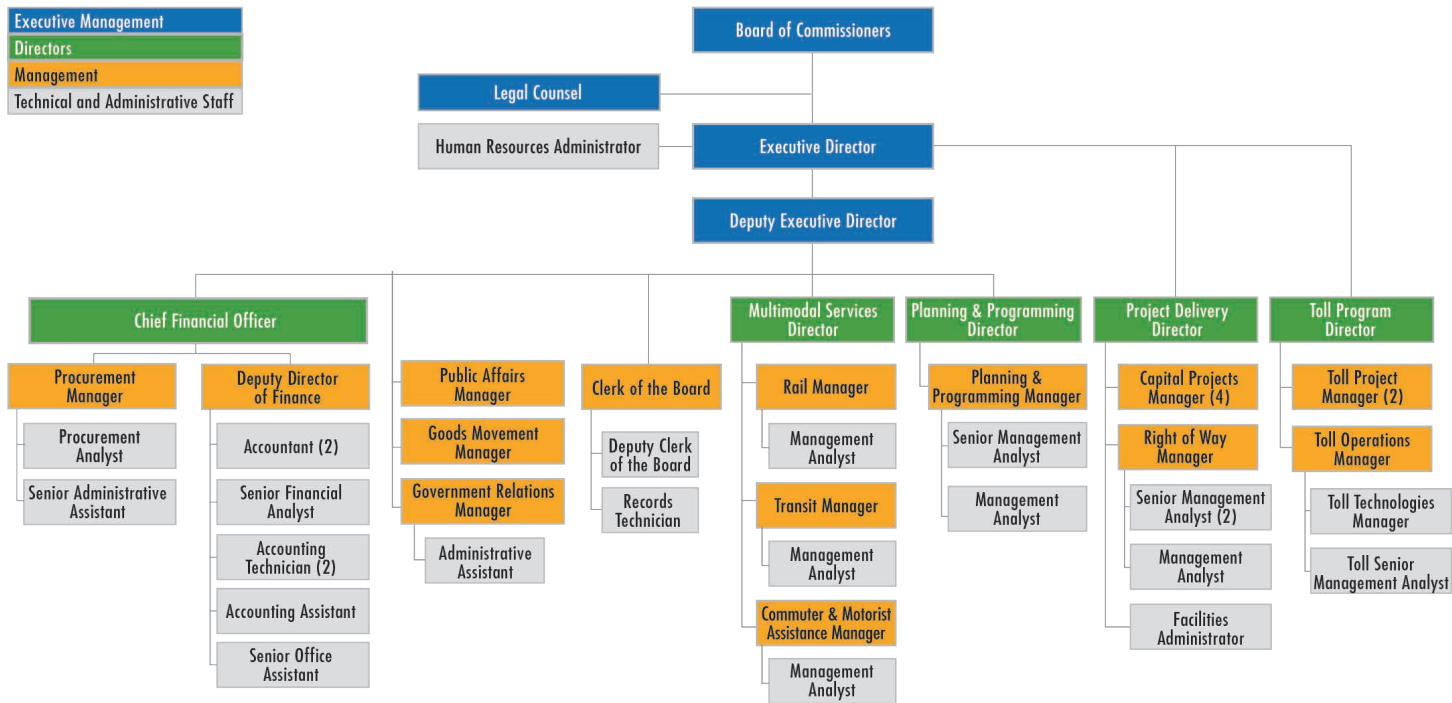 Executive Management
Directors
Management
Technical and Administrative Staff
Board of Commissioners
Legal Counsel
Human Resources Administrator
Executive Director
Deputy Executive Director
Chief Financial Officer
Procurement
Manager
Procurement
Analyst
Senior Administrative
Assistant
Deputy Director
of Finance
Accountant (2)
Senior Financial
Analyst
Accounting
Technician (2)
Accounting Assistant
Senior Office
Assistant
Public Affairs
Manager
Goods Movement
Manager
Government Relations
Manager
Administrative
Assistant
Clerk of the Board
Deputy Clerk
of the Board
Records
Technician
Multimodal Services
Director
Rail Manager
Management
Analyst
Transit Manager
Management
Analyst
Commuter & Motorist
Assistance Manager
Management
Analyst
Planning & Programming
Director
Planning &
Programming Manager
Senior Management
Analyst
Management
Analyst
Project Delivery
Director
Capital Projects
Manager (4)
Right of Way
Manager
Senior Management
Analyst (2)
Management
Analyst
Facilities
Administrator
Toll Program
Director
Toll Project
Manager (2)
Toll Operations
Manager
Toll Technologies
Manager
Toll Senior
Management Analyst